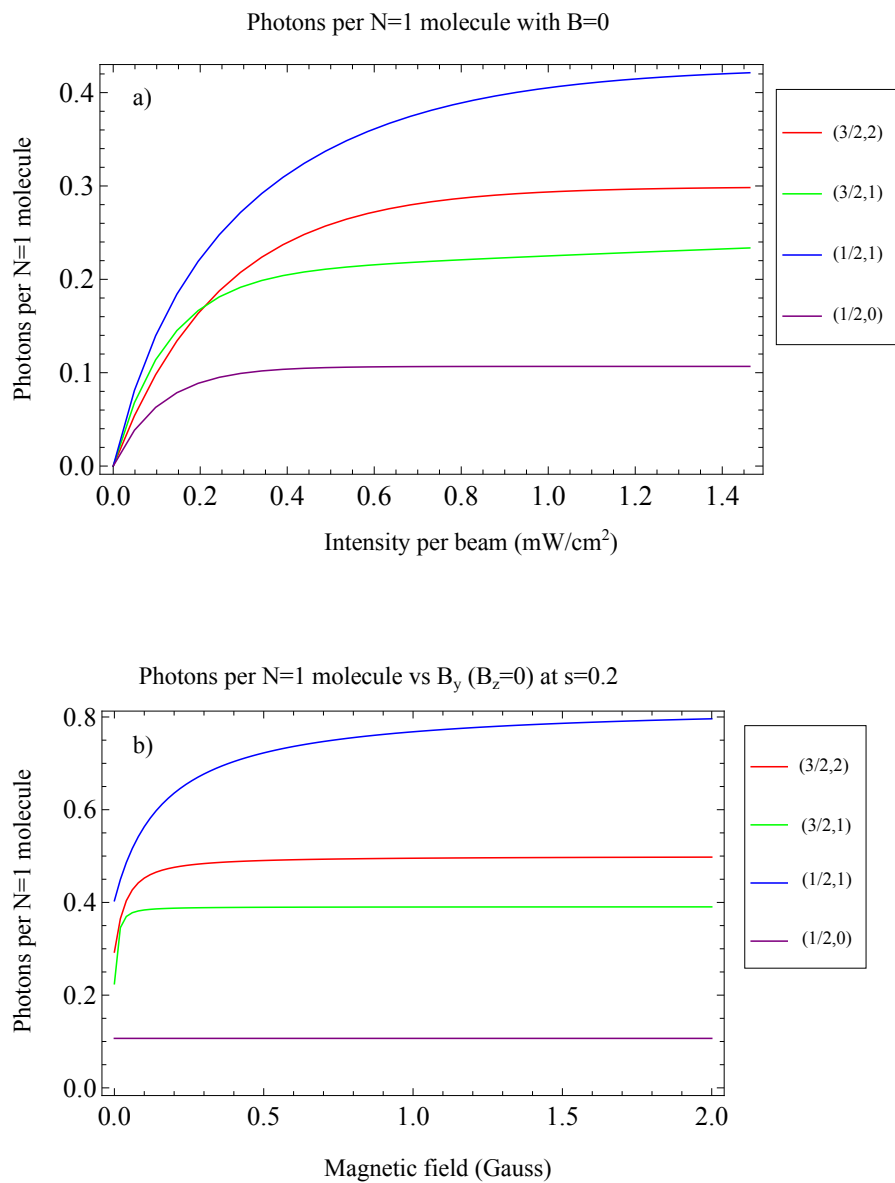 Photons per N=1 molecule with B=0
a)
Photons per N=1 molecule
0.4
0.3
0.2
0.1
0.0
0.0 0.2 0.4 0.6 0.8 1.0 1.2 1.4
Intensity per beam (mW/cm²)
(3/2,2)
(3/2,1)
(1/2,1)
(1/2,0)
Photons per N=1 molecule vs B_y (B_z=0) at s=0.2
b)
Photons per N=1 molecule
0.8
0.6
0.4
0.2
0.0
0.0 0.5 1.0 1.5 2.0
Magnetic field (Gauss)
(3/2,2)
(3/2,1)
(1/2,1)
(1/2,0)